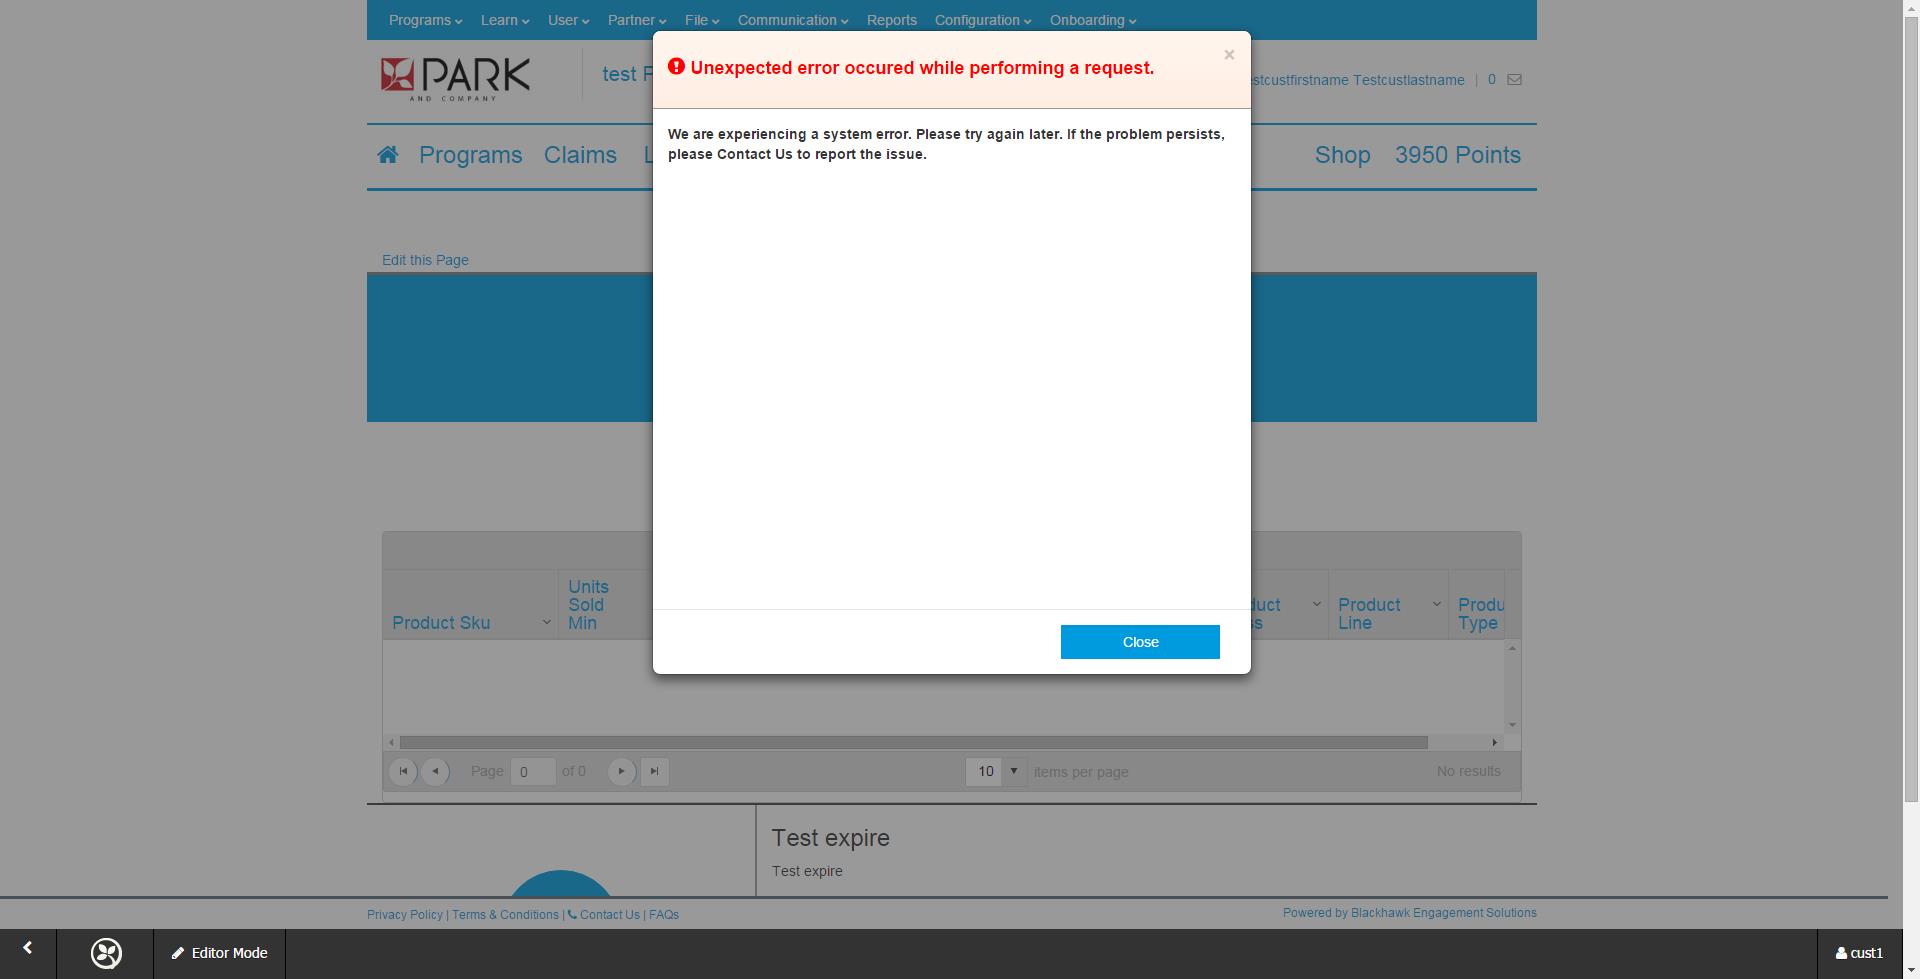 Programs Learn User Partner File Communication Reports Configuration Onboarding
PARK
AND COMPANY
test
Testcustlastname | 0
Unexpected error occured while performing a request.
×
We are experiencing a system error. Please try again later. If the problem persists,
please Contact Us to report the issue.
Programs Claims
Shop 3950 Points
Edit this Page
Product Sku
Units
Sold
Min
Product
Line
Type
Close
Page 0 of 0
10 items per page
No results
Test expire
Test expire
Privacy Policy | Terms & Conditions | Contact Us | FAQs
Powered by Blackhawk Engagement Solutions
Editor Mode
cust1